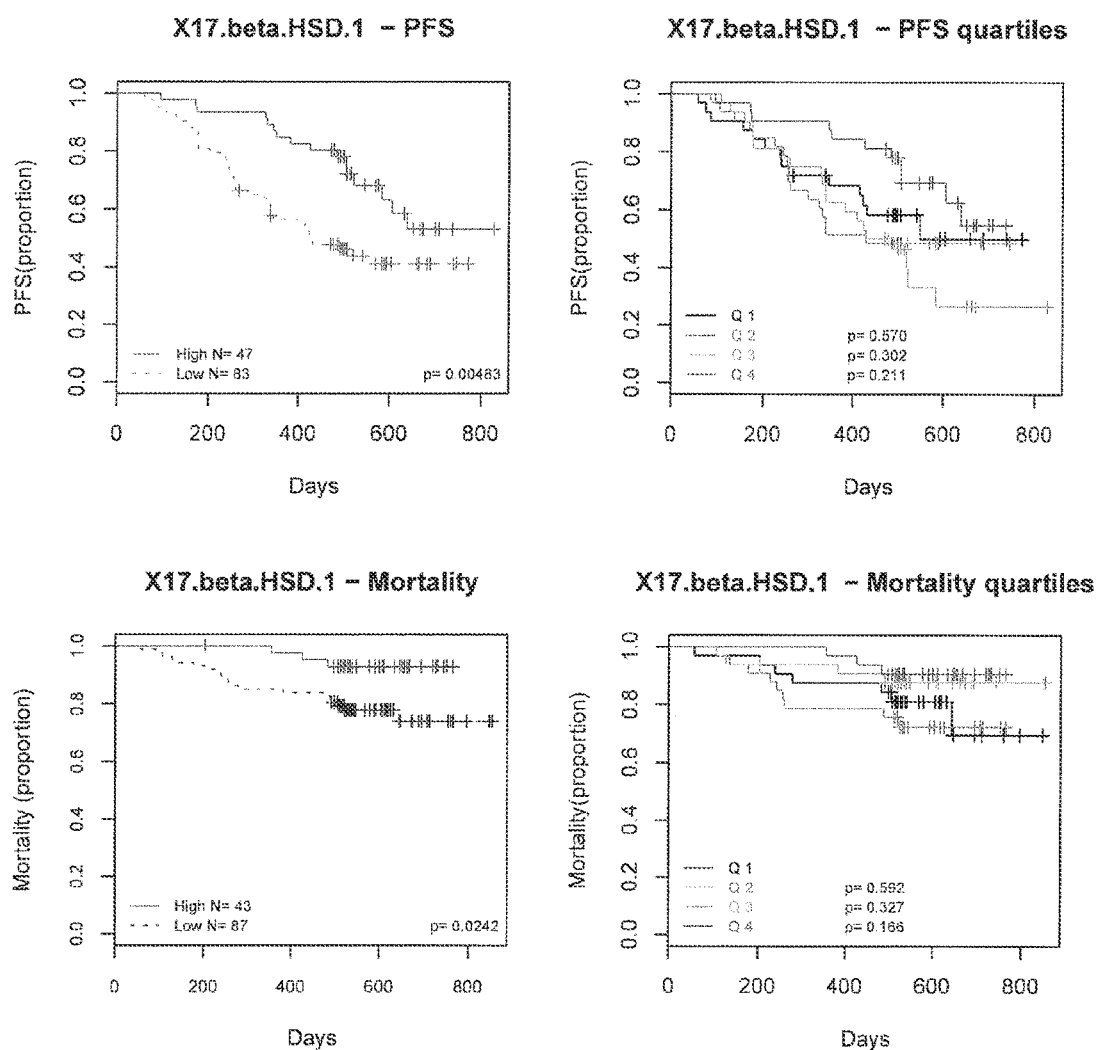 X17.beta.HSD.1 – PFS
PFS(proportion)
1.0
0.8
0.6
0.4
0.2
0.0
High N= 47
Low N= 83
p= 0.00463
0 200 400 600 800
Days
X17.beta.HSD.1 – PFS quartiles
PFS(proportion)
1.0
0.8
0.6
0.4
0.2
0.0
Q 1
Q 2 p= 0.570
Q 3 p= 0.302
Q 4 p= 0.211
0 200 400 600 800
Days
X17.beta.HSD.1 – Mortality
Mortality (proportion)
1.0
0.8
0.6
0.4
0.2
0.0
High N= 43
Low N= 87
p= 0.0242
0 200 400 600 800
Days
X17.beta.HSD.1 – Mortality quartiles
Mortality(proportion)
1.0
0.8
0.6
0.4
0.2
0.0
Q 1
Q 2 p= 0.592
Q 3 p= 0.327
Q 4 p= 0.166
0 200 400 600 800
Days